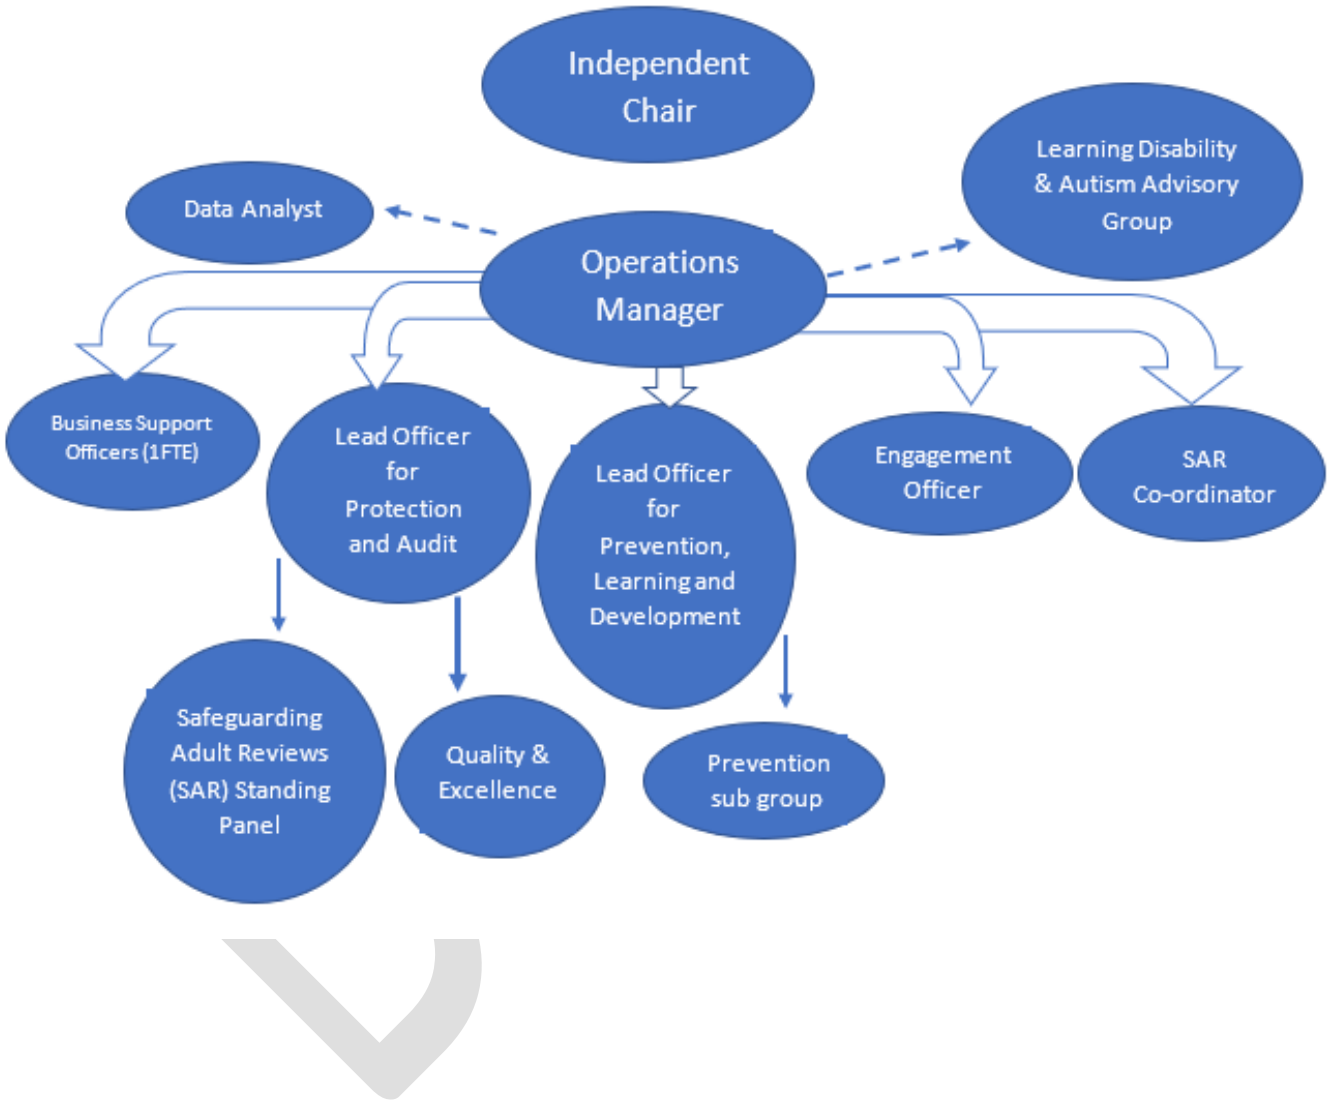 Independent
Chair
Learning Disability
& Autism Advisory
Group
Data Analyst
Operations
Manager
Business Support
Officers (1FTE)
Lead Officer
for
Protection
and Audit
Lead Officer
for
Prevention,
Learning and
Development
Engagement
Officer
SAR
Co-ordinator
Safeguarding
Adult Reviews
(SAR) Standing
Panel
Quality &
Excellence
Prevention
sub group